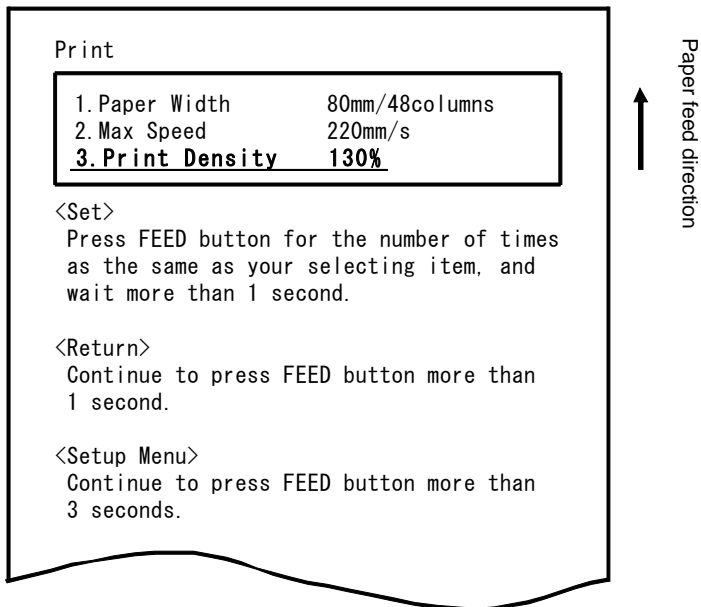 Print
1.Paper Width 80mm/48columns
2.Max Speed 220mm/s
3.Print Density 130%
<Set>
Press FEED button for the number of times
as the same as your selecting item, and
wait more than 1 second.
<Return>
Continue to press FEED button more than
1 second.
<Setup Menu>
Continue to press FEED button more than
3 seconds.
Paper feed direction